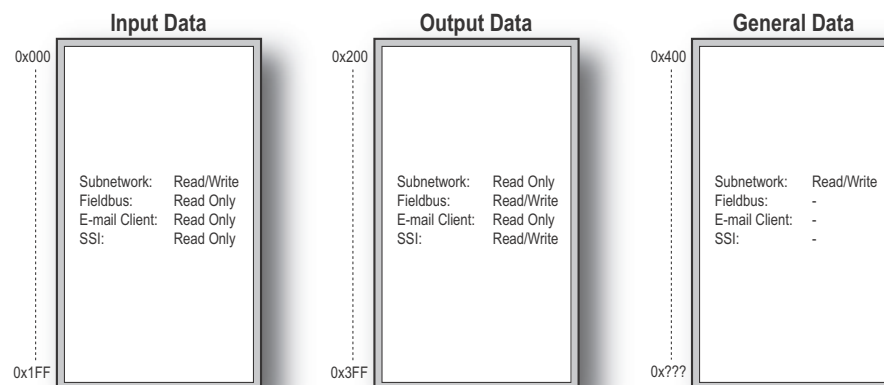 Input Data
0x000
Subnetwork: Read/Write
Fieldbus: Read Only
E-mail Client: Read Only
SSI: Read Only
0x1FF
Output Data
0x200
Subnetwork: Read Only
Fieldbus: Read/Write
E-mail Client: Read Only
SSI: Read/Write
0x3FF
General Data
0x400
Subnetwork: Read/Write
Fieldbus: -
E-mail Client: -
SSI: -
0x???